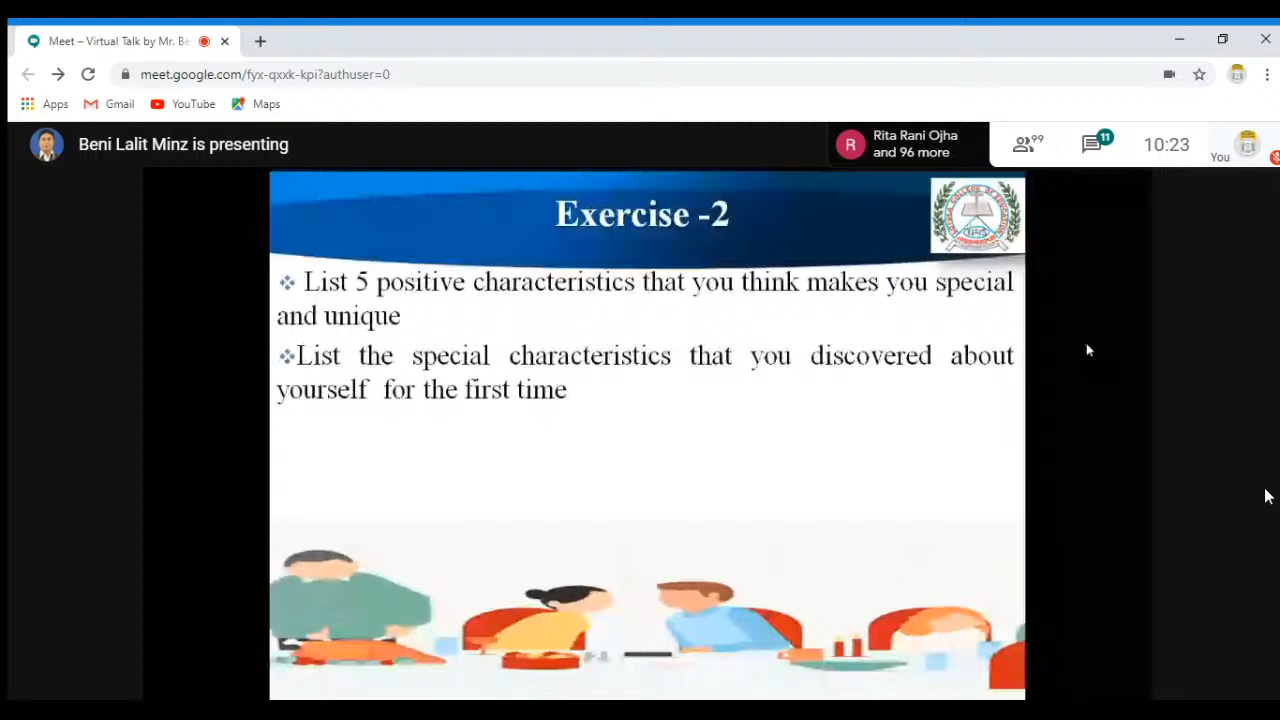 Meet – Virtual Talk by Mr. Be
meet.google.com/fyx-qxxk-kpi?authuser=0
Apps Gmail YouTube Maps
Beni Lalit Minz is presenting
R
Rita Rani Ojha
and 96 more
99
11
10:23
You
Exercise -2
List 5 positive characteristics that you think makes you special
and unique
List the special characteristics that you discovered about
yourself for the first time